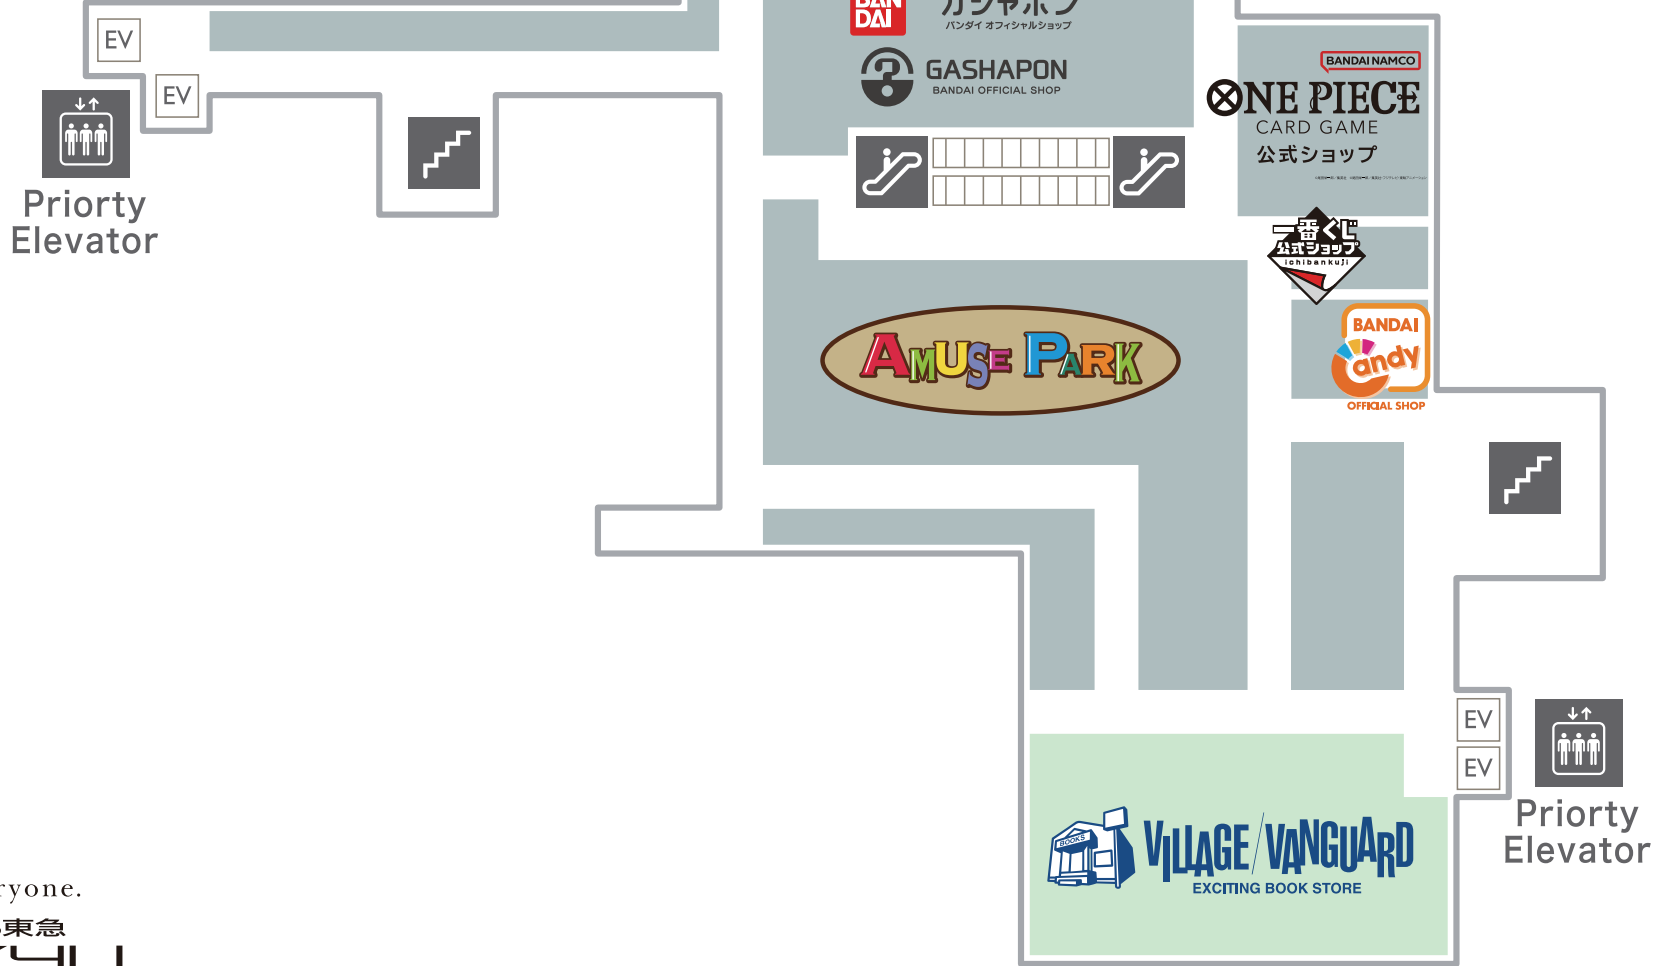 EV
EV
Priorty
Elevator
BAN
DAI
ガシャポン
バンダイ オフィシャルショップ
GASHAPON
BANDAI OFFICIAL SHOP
BANDAI NAMCO
ONE PIECE
CARD GAME
公式ショップ
一番くじ
公式ショップ
ichibankuji
AMUSE PARK
BANDAI
Candy
OFFICIAL SHOP
EV
EV
Priorty
Elevator
BOOKS
VILLAGE/VANGUARD
EXCITING BOOK STORE
ryone.
東急